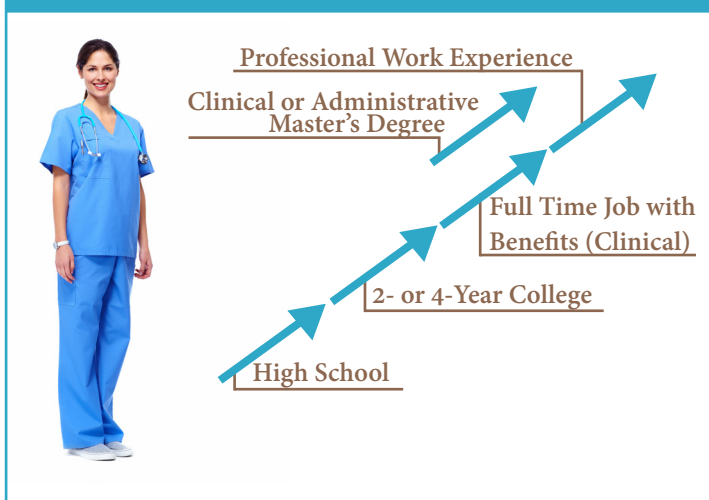 Professional Work Experience
Clinical or Administrative
Master's Degree
Full Time Job with
Benefits (Clinical)
2- or 4-Year College
High School